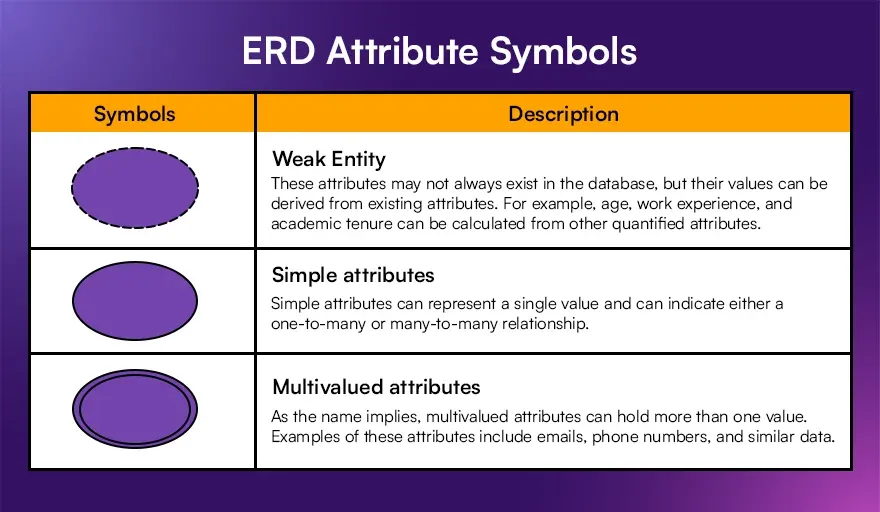 ERD Attribute Symbols
Symbols
Description
Weak Entity
These attributes may not always exist in the database, but their values can be
derived from existing attributes. For example, age, work experience, and
academic tenure can be calculated from other quantified attributes.
Simple attributes
Simple attributes can represent a single value and can indicate either a
one-to-many or many-to-many relationship.
Multivalued attributes
As the name implies, multivalued attributes can hold more than one value.
Examples of these attributes include emails, phone numbers, and similar data.